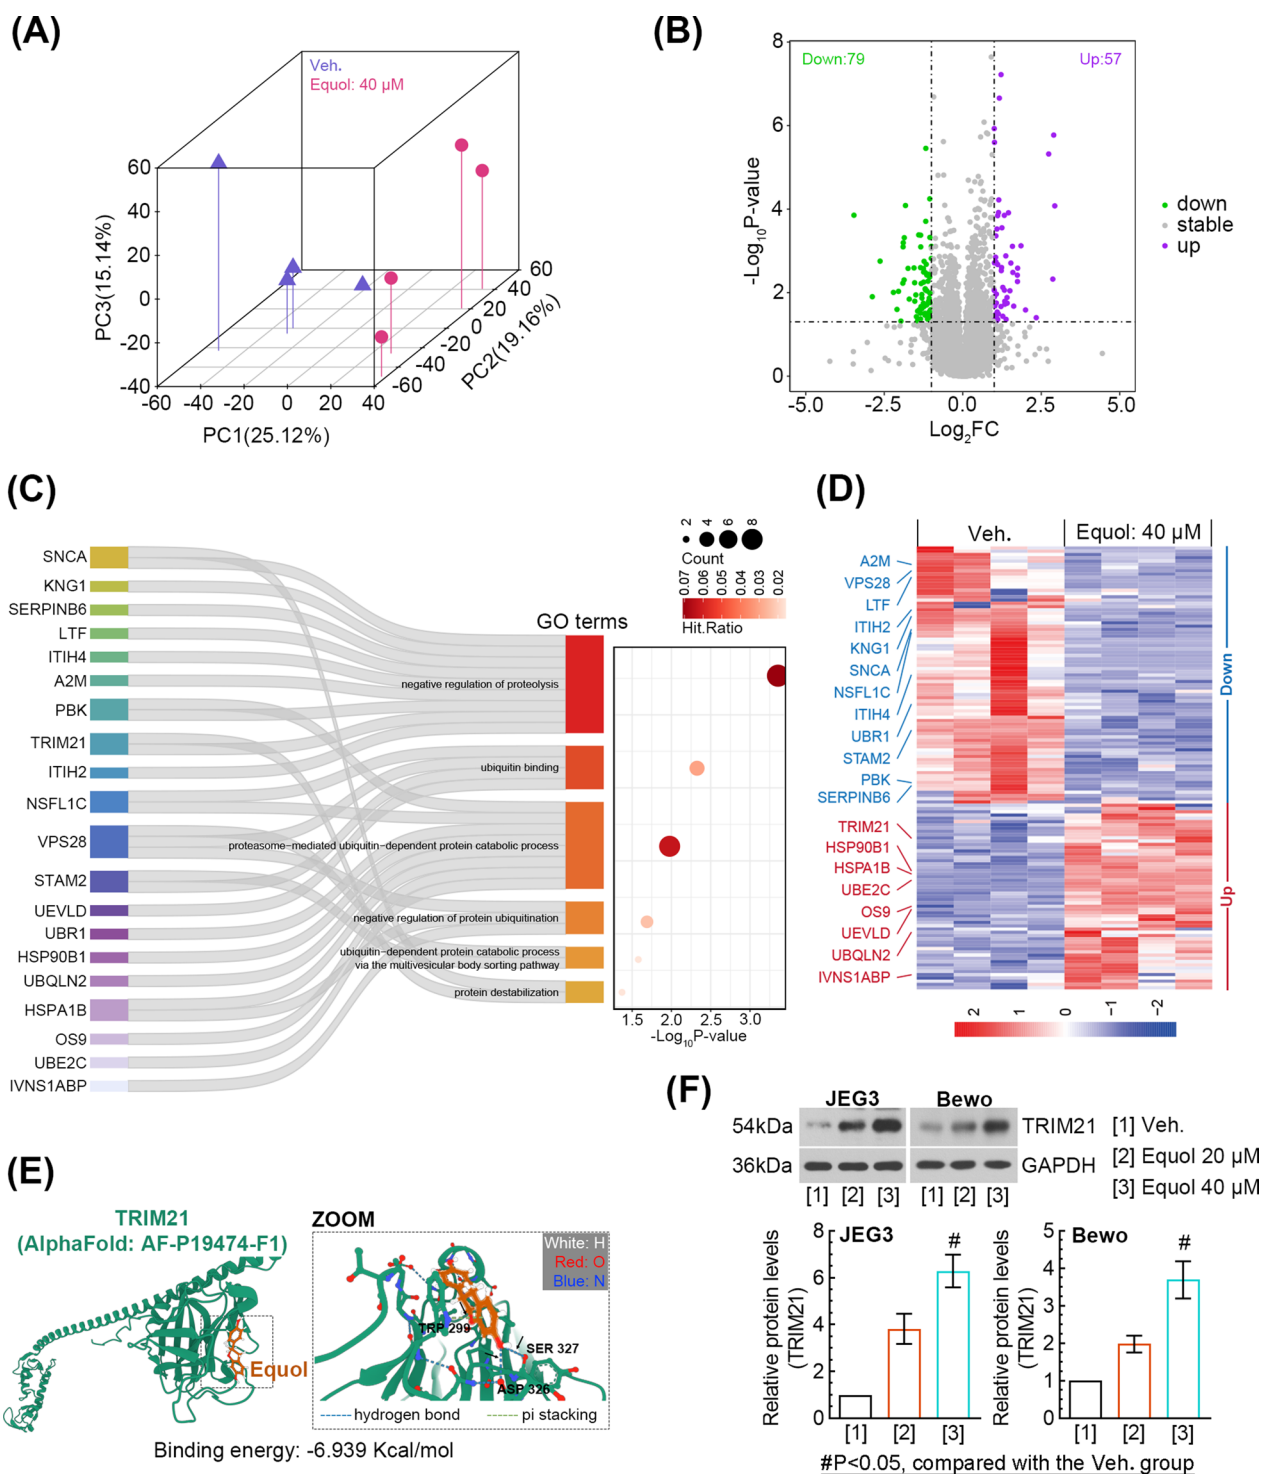 (A)
Veh.
Equol: 40 μM
60
40
20
0
-20
-40
PC3(15.14%)
-60 -40 -20 0 20 40
PC1(25.12%)
-60
-40
-20
0
20
40
60
PC2(19.16%)
(B)
Down:79
Up:57
8
6
4
2
0
-Log10P-value
-5.0 -2.5 0.0 2.5 5.0
Log2FC
down
stable
up
(C)
SNCA
KNG1
SERPINB6
LTF
ITIH4
A2M
PBK
TRIM21
ITIH2
NSFL1C
VPS28
STAM2
UEVLD
UBR1
HSP90B1
UBQLN2
HSPA1B
OS9
UBE2C
IVNS1ABP
GO terms
negative regulation of proteolysis
ubiquitin binding
proteasome−mediated ubiquitin−dependent protein catabolic process
negative regulation of protein ubiquitination
ubiquitin−dependent protein catabolic process
via the multivesicular body sorting pathway
protein destabilization
2 4 6 8
Count
0.07 0.06 0.05 0.04 0.03 0.02
Hit.Ratio
1.5 2.0 2.5 3.0
-Log10P-value
(D)
Veh.
Equol: 40 μM
A2M
VPS28
LTF
ITIH2
KNG1
SNCA
NSFL1C
ITIH4
UBR1
STAM2
PBK
SERPINB6
TRIM21
HSP90B1
HSPA1B
UBE2C
OS9
UEVLD
UBQLN2
IVNS1ABP
Down
Up
2 1 0 −1 −2
(E)
TRIM21
(AlphaFold: AF-P19474-F1)
Equol
ZOOM
White: H
Red: O
Blue: N
TRP 299
SER 327
ASP 326
hydrogen bond
pi stacking
Binding energy: -6.939 Kcal/mol
(F)
JEG3 Bewo
54kDa TRIM21
36kDa GAPDH
[1] [2] [3] [1] [2] [3]
[1] Veh.
[2] Equol 20 μM
[3] Equol 40 μM
JEG3
#
8
6
4
2
0
Relative protein levels
(TRIM21)
[1] [2] [3]
Bewo
#
5
4
3
2
1
0
Relative protein levels
(TRIM21)
[1] [2] [3]
#P<0.05, compared with the Veh. group